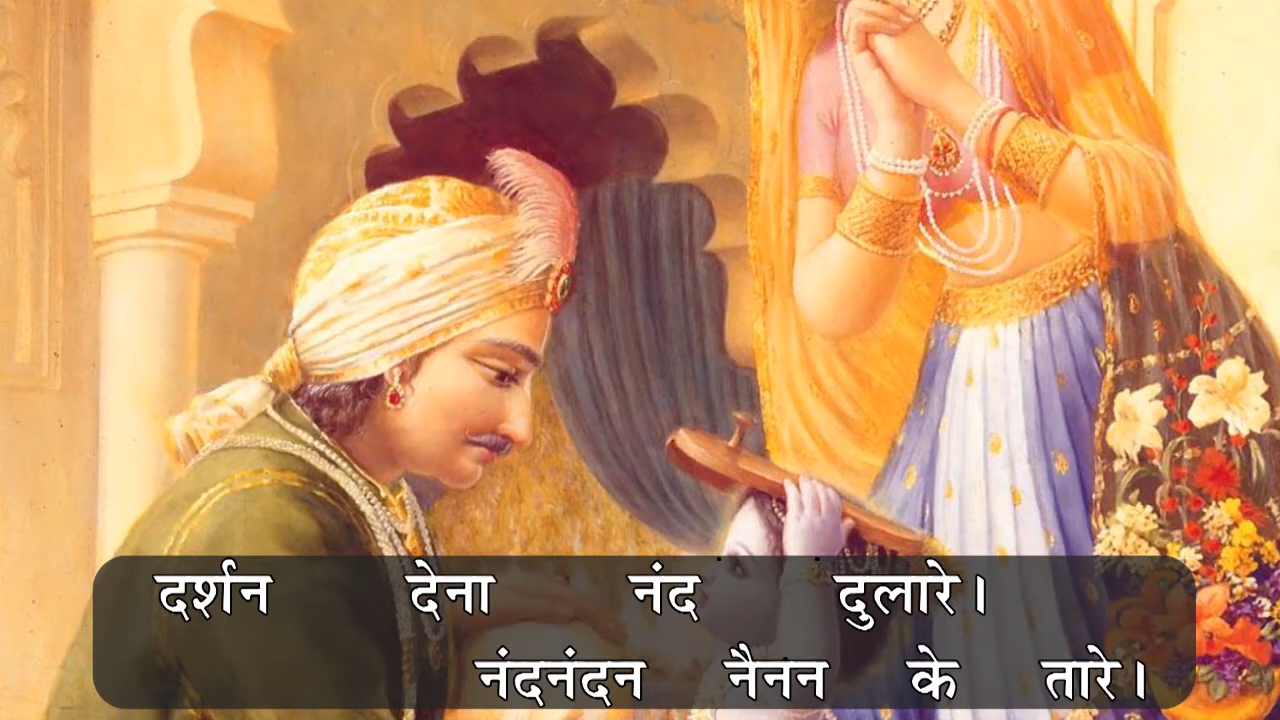 दर्शन देना नंद दुलारे।
नंदनंदन नैनन के तारे।